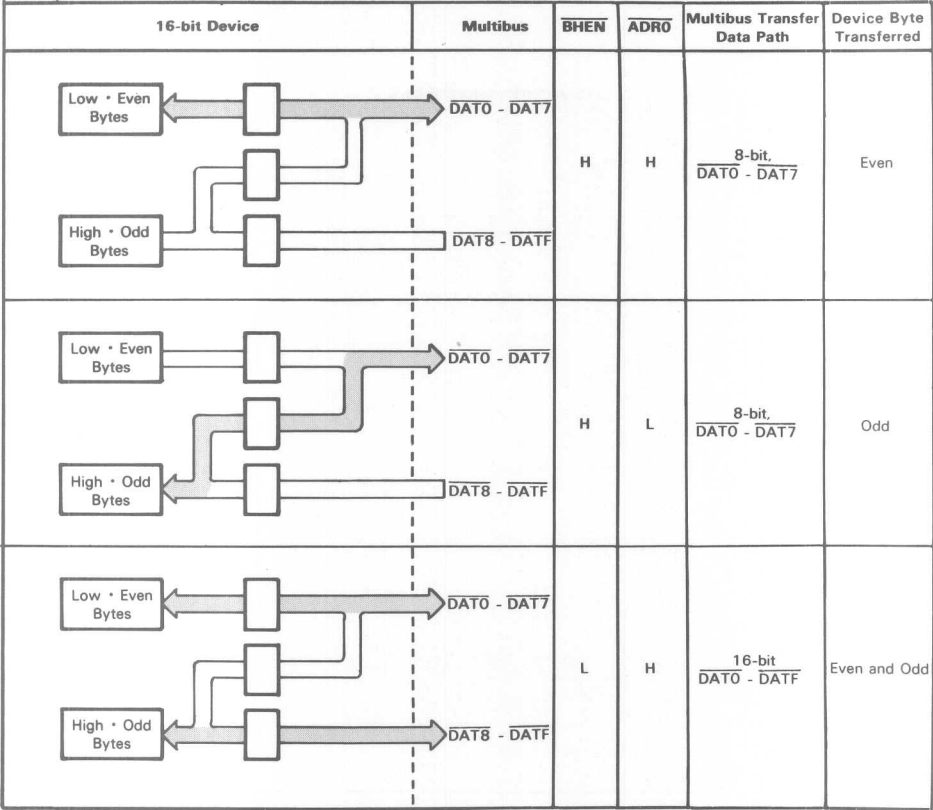 16-bit Device Multibus BHEN ADR0 Multibus Transfer Data Path Device Byte Transferred
Low • Even
Bytes
DAT0 - DAT7
H H
8-bit,
DAT0 - DAT7
Even
High • Odd
Bytes
DAT8 - DATF
Low • Even
Bytes
DAT0 - DAT7
H L
8-bit,
DAT0 - DAT7
Odd
High • Odd
Bytes
DAT8 - DATF
Low • Even
Bytes
DAT0 - DAT7
L H
16-bit
DAT0 - DATF
Even and Odd
High • Odd
Bytes
DAT8 - DATF